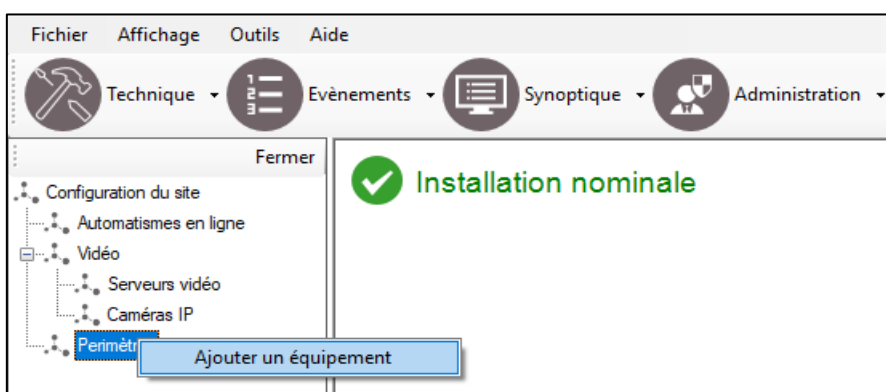 Fichier Affichage Outils Aide
Technique Evènements Synoptique Administration
Fermer
Installation nominale
Configuration du site
Automatismes en ligne
Vidéo
Serveurs vidéo
Caméras IP
Ajouter un équipement